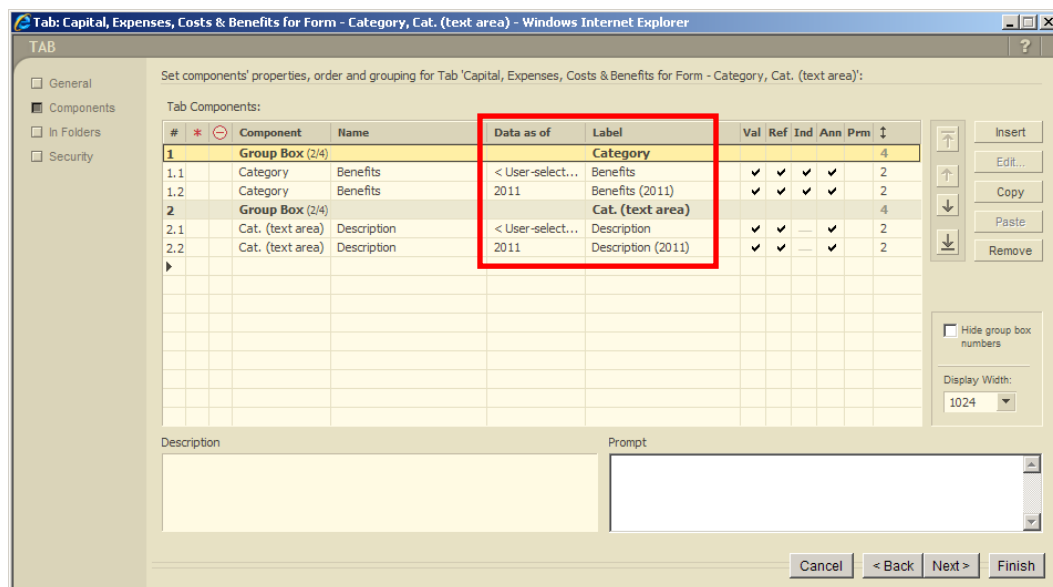 Tab: Capital, Expenses, Costs & Benefits for Form - Category, Cat. (text area) - Windows Internet Explorer
TAB
?
General
Components
In Folders
Security
Set components' properties, order and grouping for Tab 'Capital, Expenses, Costs & Benefits for Form - Category, Cat. (text area)':
Tab Components:
# * Component Name Data as of Label Val Ref Ind Ann Prm ↕
1 Group Box (2/4) Category 4
1.1 Category Benefits < User-select... Benefits ✔ ✔ ✔ ✔ 2
1.2 Category Benefits 2011 Benefits (2011) ✔ ✔ ✔ ✔ 2
2 Group Box (2/4) Cat. (text area) 4
2.1 Cat. (text area) Description < User-select... Description ✔ ✔ — ✔ 2
2.2 Cat. (text area) Description 2011 Description (2011) ✔ ✔ — ✔ 2
Insert
Edit...
Copy
Paste
Remove
Hide group box
numbers
Display Width:
1024
Description
Prompt
Cancel
< Back
Next >
Finish